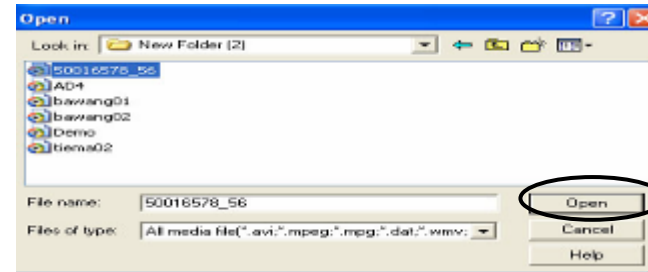 Open
Look in: New Folder (2)
50016578_56
AD4
bawang01
bawang02
Demo
tiema02
File name: 50016578_56 Open
Files of type: All media file(*.avi;*.mpeg;*.mpg;*.dat;*.wmv; Cancel
Help